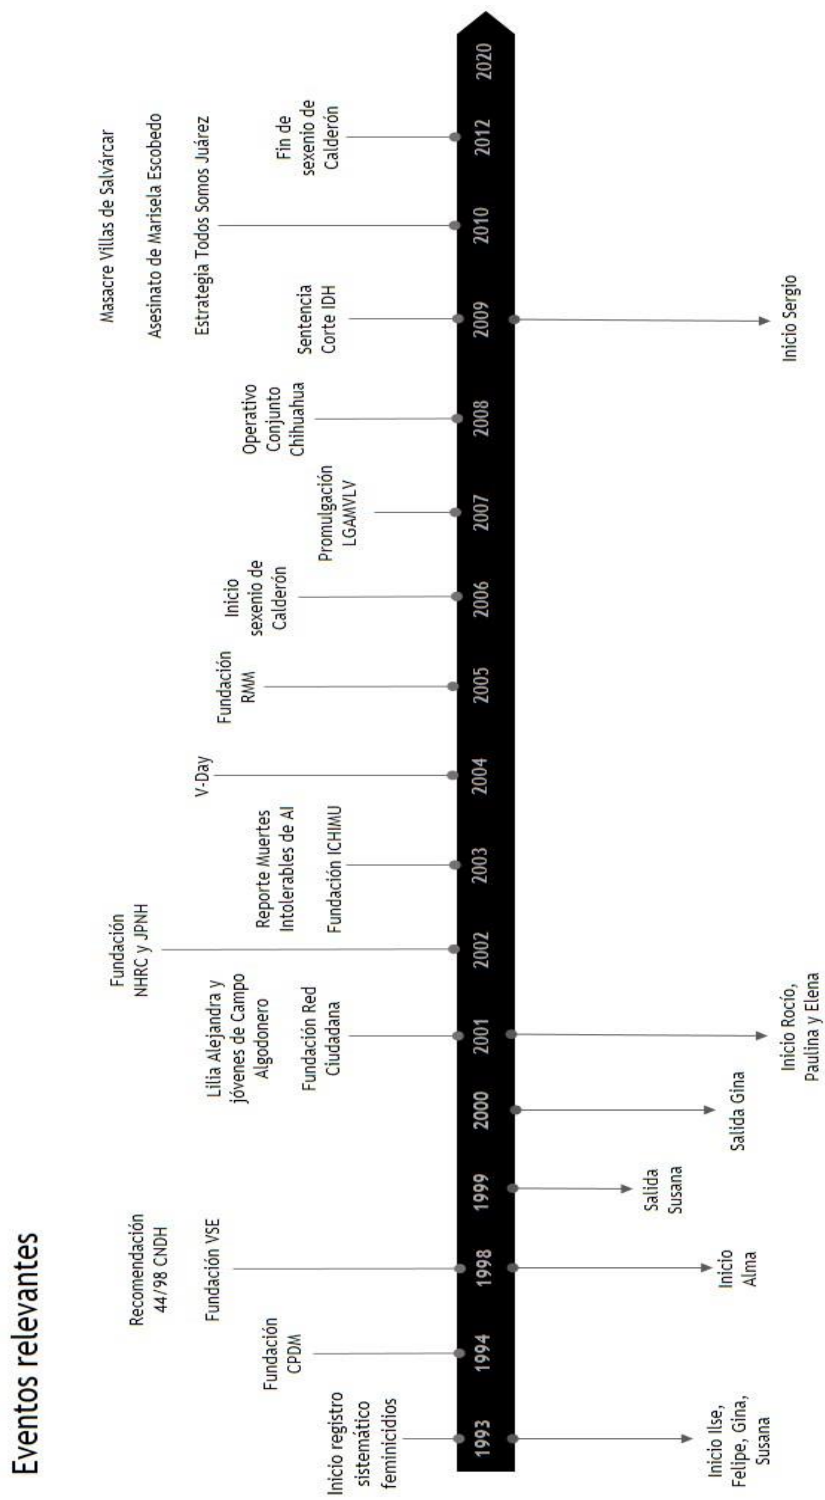 Eventos relevantes
Inicio registro
sistemático
feminicidios
Fundación
CPDM
Recomendación
44/98 CNDH
Fundación VSE
Lilia Alejandra y
jóvenes de Campo
Algodonero
Fundación Red
Ciudadana
Fundación
NHRC y JPNH
Reporte Muertes
Intolerables de AI
Fundación ICHIMU
V-Day
Fundación
RMM
Inicio
sexenio de
Calderón
Promulgación
LGAMVLV
Operativo
Conjunto
Chihuahua
Sentencia
Corte IDH
Masacre Villas de Salvárcar
Asesinato de Marisela Escobedo
Estrategia Todos Somos Juárez
Fin de
sexenio de
Calderón
1993
1994
1998
1999
2000
2001
2002
2003
2004
2005
2006
2007
2008
2009
2010
2012
2020
Inicio Ilse,
Felipe, Gina,
Susana
Inicio
Alma
Salida
Susana
Salida Gina
Inicio Rocío,
Paulina y Elena
Inicio Sergio